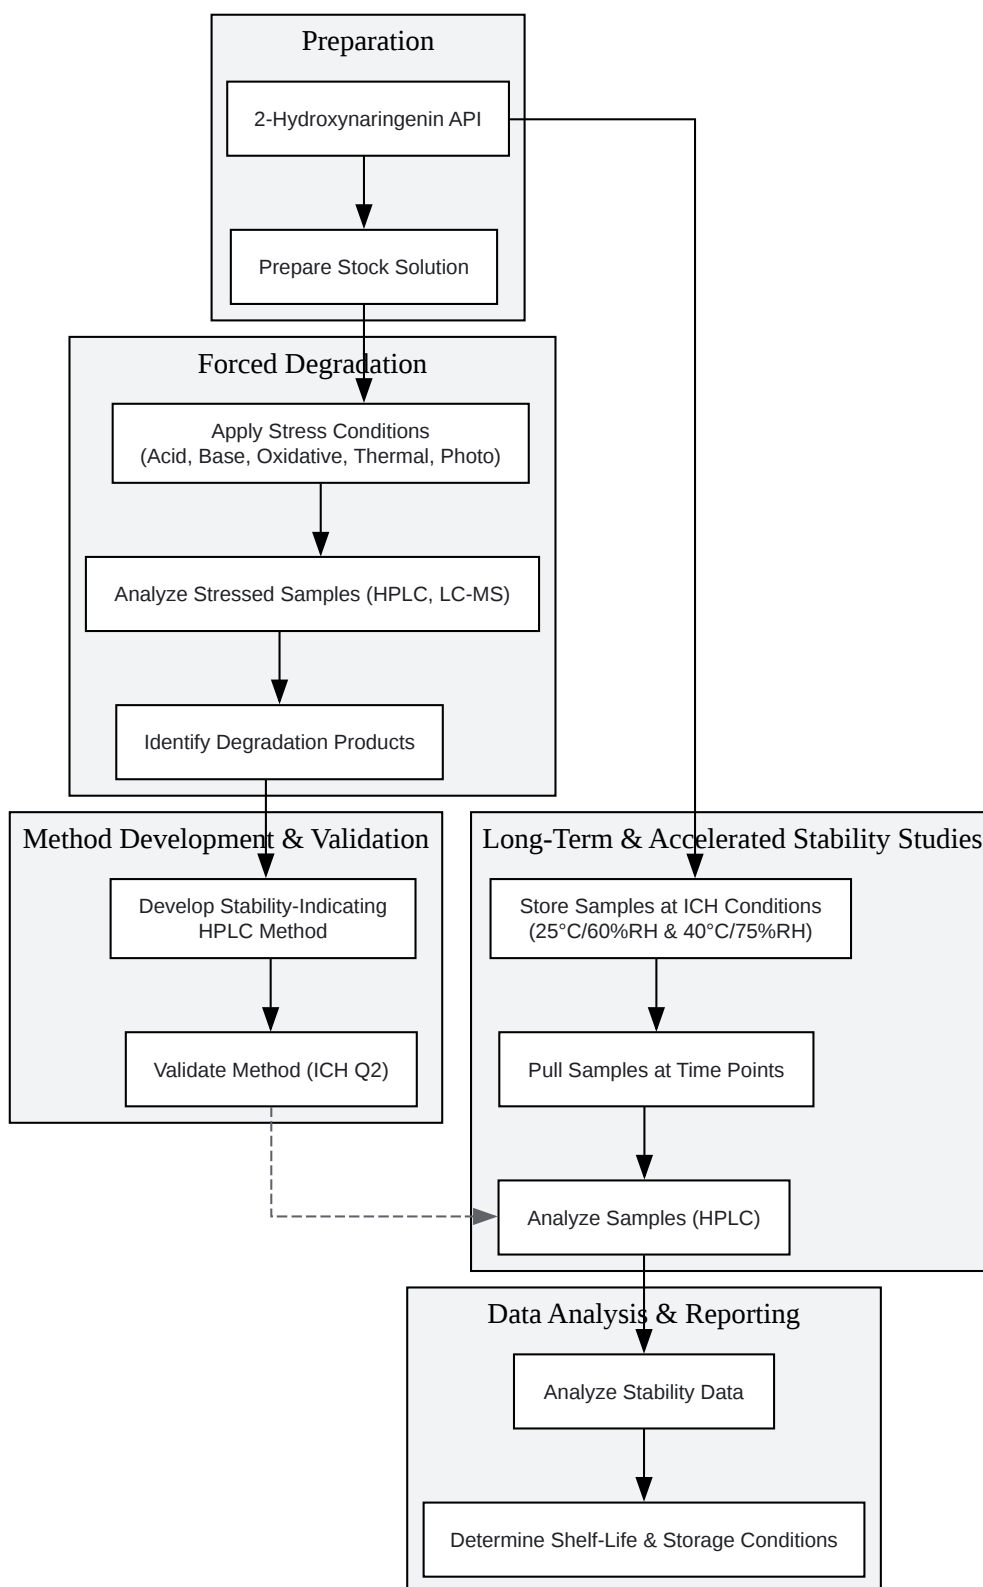 Preparation
2-Hydroxynaringenin API
Prepare Stock Solution
Forced Degradation
Apply Stress Conditions
(Acid, Base, Oxidative, Thermal, Photo)
Analyze Stressed Samples (HPLC, LC-MS)
Identify Degradation Products
Method Development & Validation
Develop Stability-Indicating
HPLC Method
Validate Method (ICH Q2)
Long-Term & Accelerated Stability Studies
Store Samples at ICH Conditions
(25°C/60%RH & 40°C/75%RH)
Pull Samples at Time Points
Analyze Samples (HPLC)
Data Analysis & Reporting
Analyze Stability Data
Determine Shelf-Life & Storage Conditions